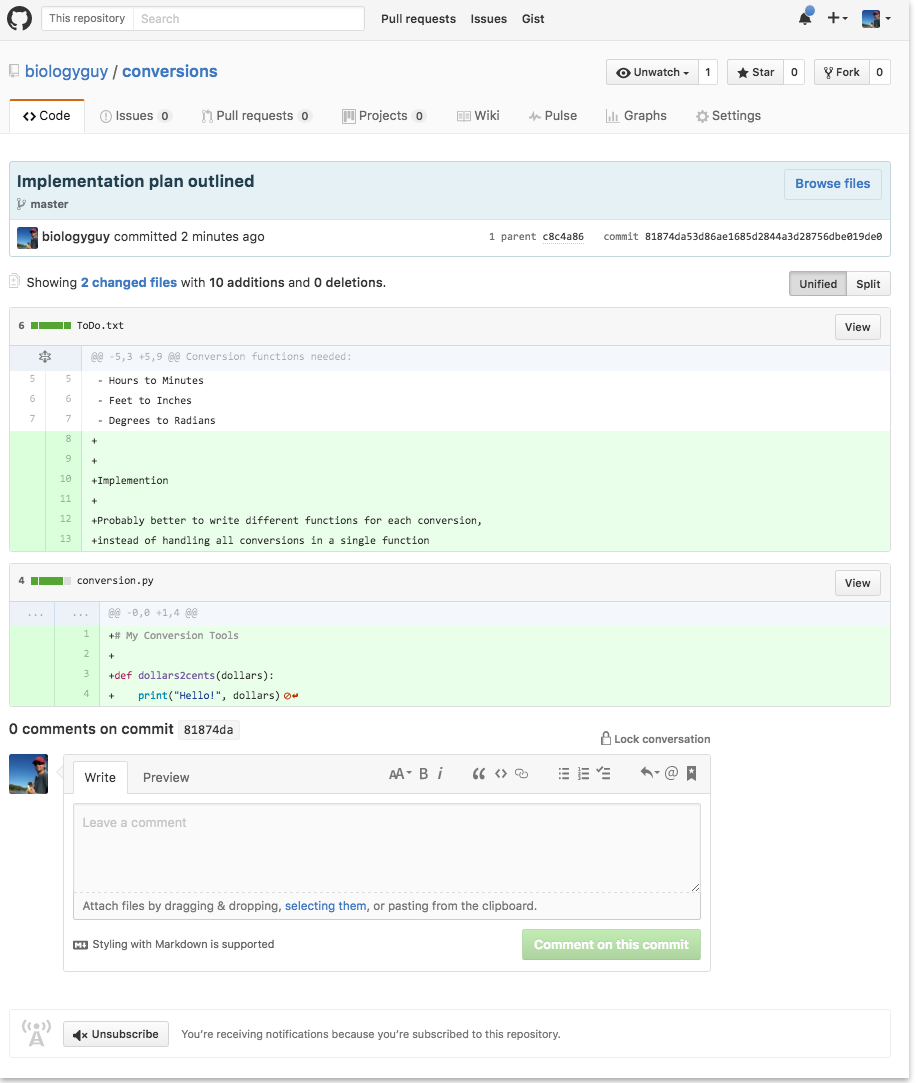 This repository Search Pull requests Issues Gist
biologyguy / conversions Unwatch 1 Star 0 Fork 0
Code Issues 0 Pull requests 0 Projects 0 Wiki Pulse Graphs Settings
Implementation plan outlined Browse files
master
biologyguy committed 2 minutes ago 1 parent c8c4a86 commit 81874da53d86ae1685d2844a3d28756dbe019de0
Showing 2 changed files with 10 additions and 0 deletions. Unified Split
6 ToDo.txt View
@@ -5,3 +5,9 @@ Conversion functions needed:
5 5 - Hours to Minutes
6 6 - Feet to Inches
7 7 - Degrees to Radians
8 +
9 +
10 +Implemention
11 +
12 +Probably better to write different functions for each conversion,
13 +instead of handling all conversions in a single function
4 conversion.py View
... ... @@ -0,0 +1,4 @@
1 +# My Conversion Tools
2 +
3 +def dollars2cents(dollars):
4 + print("Hello!", dollars)
0 comments on commit 81874da
Lock conversation
Write Preview AA B i
Leave a comment
Attach files by dragging & dropping, selecting them, or pasting from the clipboard.
Styling with Markdown is supported Comment on this commit
Unsubscribe You're receiving notifications because you're subscribed to this repository.